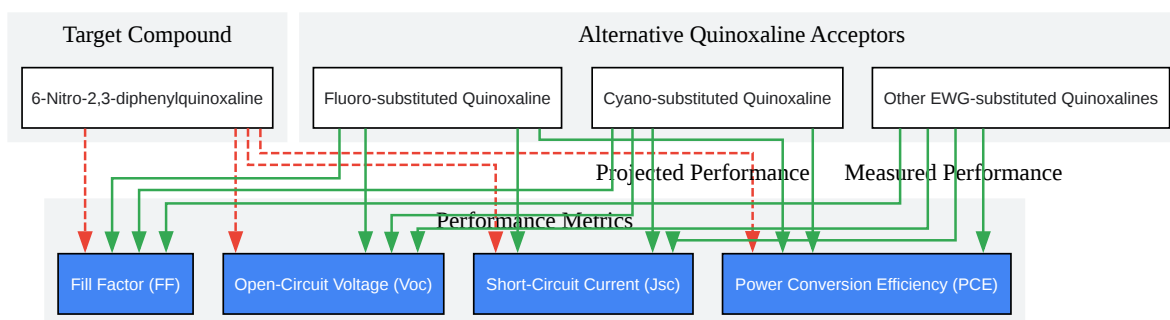 Target Compound
Alternative Quinoxaline Acceptors
6-Nitro-2,3-diphenylquinoxaline
Fluoro-substituted Quinoxaline
Cyano-substituted Quinoxaline
Other EWG-substituted Quinoxalines
Projected Performance
Measured Performance
Performance Metrics
Fill Factor (FF)
Open-Circuit Voltage (Voc)
Short-Circuit Current (Jsc)
Power Conversion Efficiency (PCE)